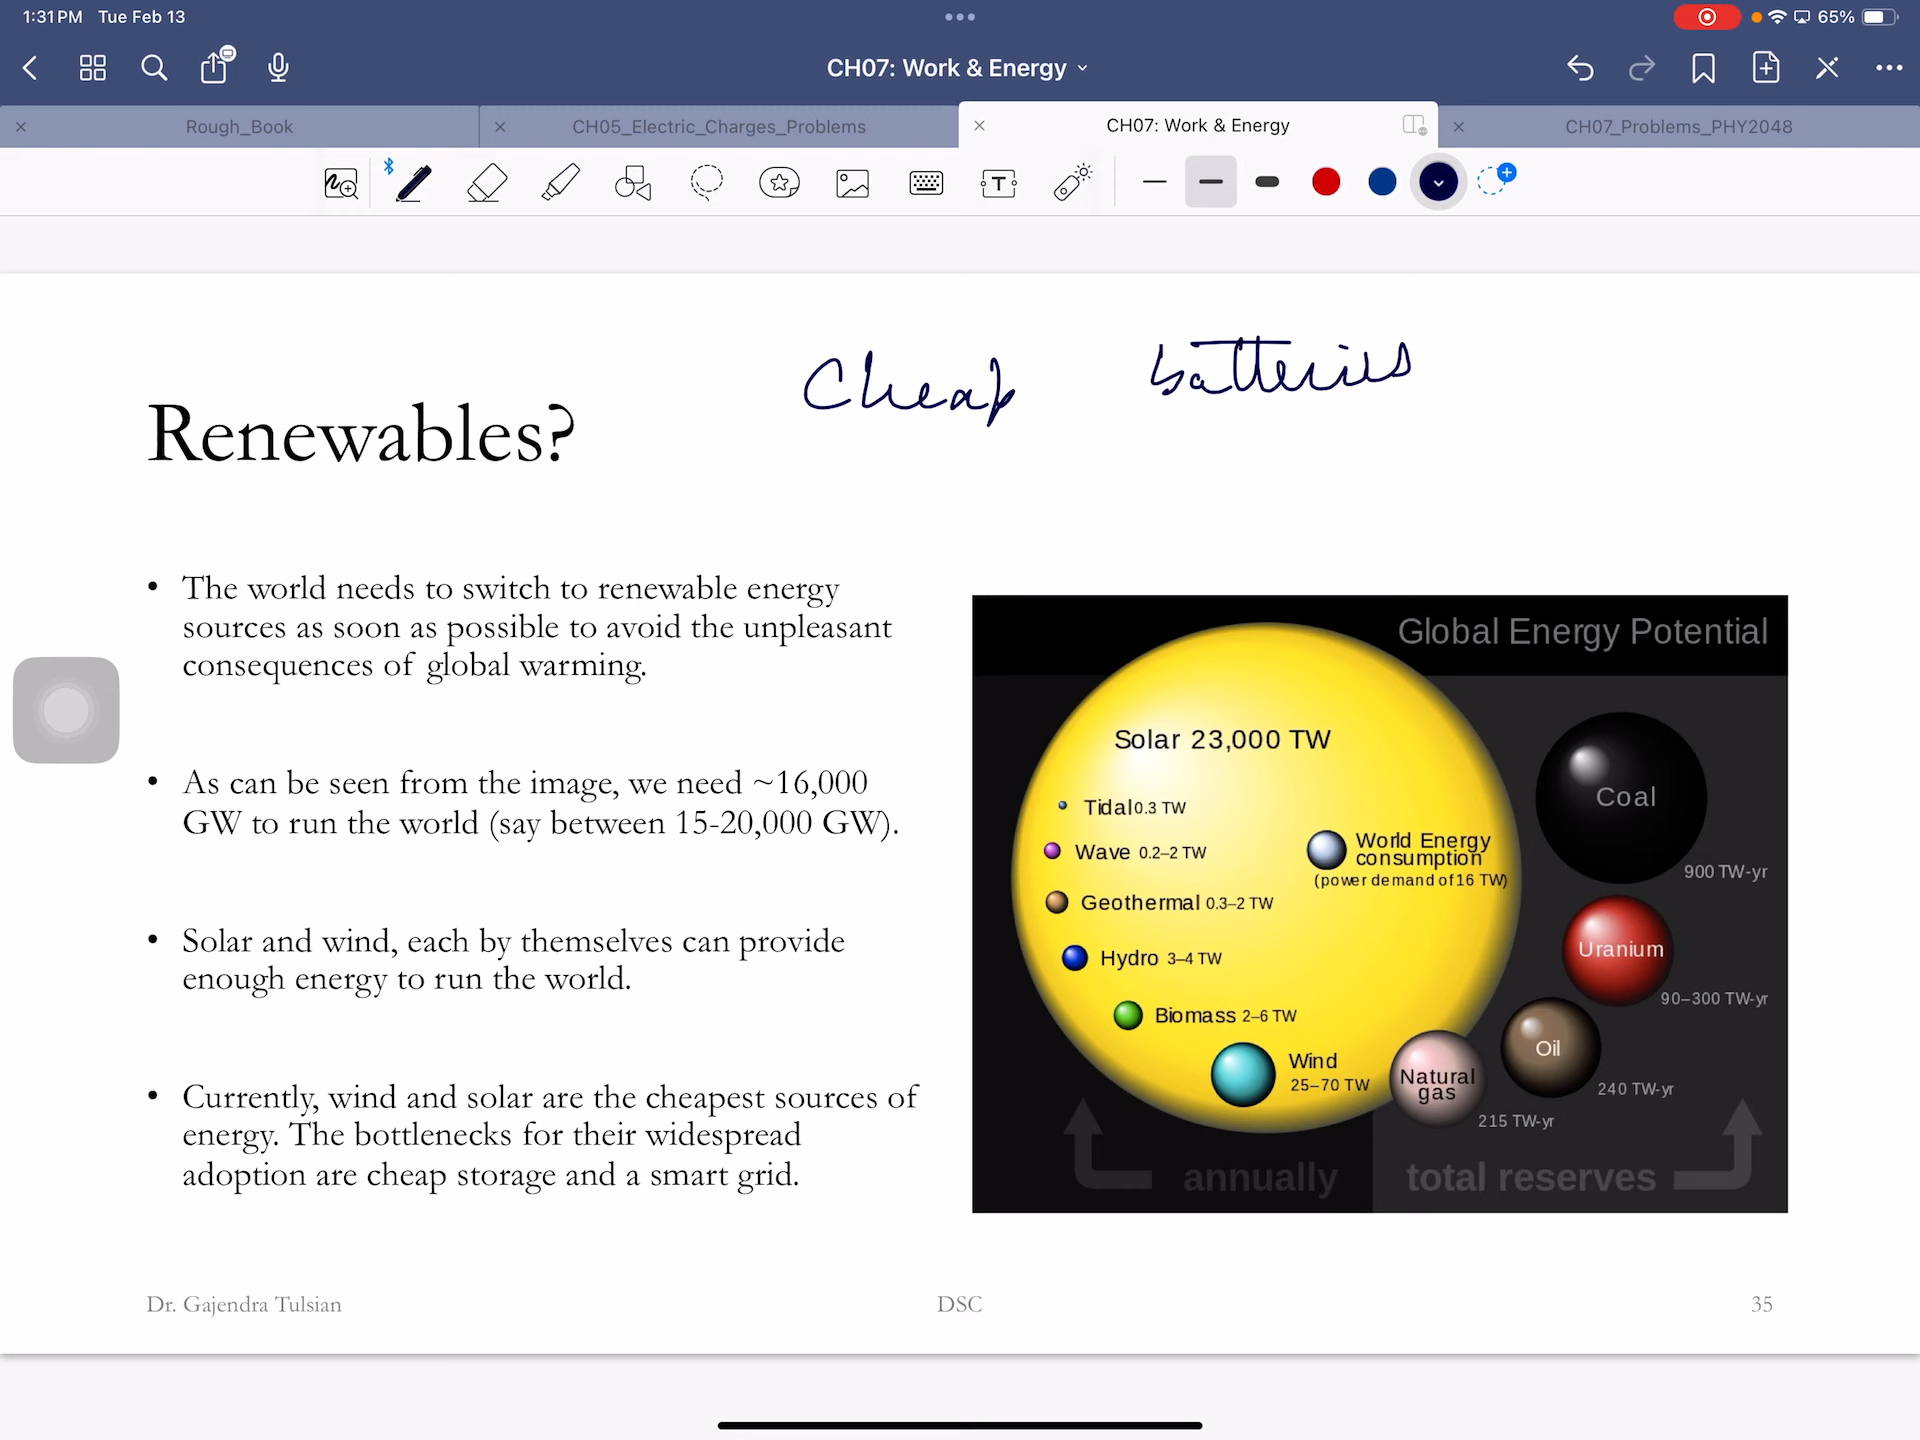 1:31 PM Tue Feb 13
65%
CH07: Work & Energy
Rough_Book
CH05_Electric_Charges_Problems
CH07: Work & Energy
CH07_Problems_PHY2048
T
Cheap batteries
Renewables?
• The world needs to switch to renewable energy
sources as soon as possible to avoid the unpleasant
consequences of global warming.
• As can be seen from the image, we need ~16,000
GW to run the world (say between 15-20,000 GW).
• Solar and wind, each by themselves can provide
enough energy to run the world.
• Currently, wind and solar are the cheapest sources of
energy. The bottlenecks for their widespread
adoption are cheap storage and a smart grid.
Global Energy Potential
Solar 23,000 TW
Tidal 0.3 TW
Wave 0.2–2 TW
Geothermal 0.3–2 TW
Hydro 3–4 TW
Biomass 2–6 TW
Wind
25–70 TW
World Energy
consumption
(power demand of 16 TW)
Coal
900 TW-yr
Uranium
90–300 TW-yr
Oil
240 TW-yr
Natural
gas
215 TW-yr
annually
total reserves
Dr. Gajendra Tulsian
DSC
35